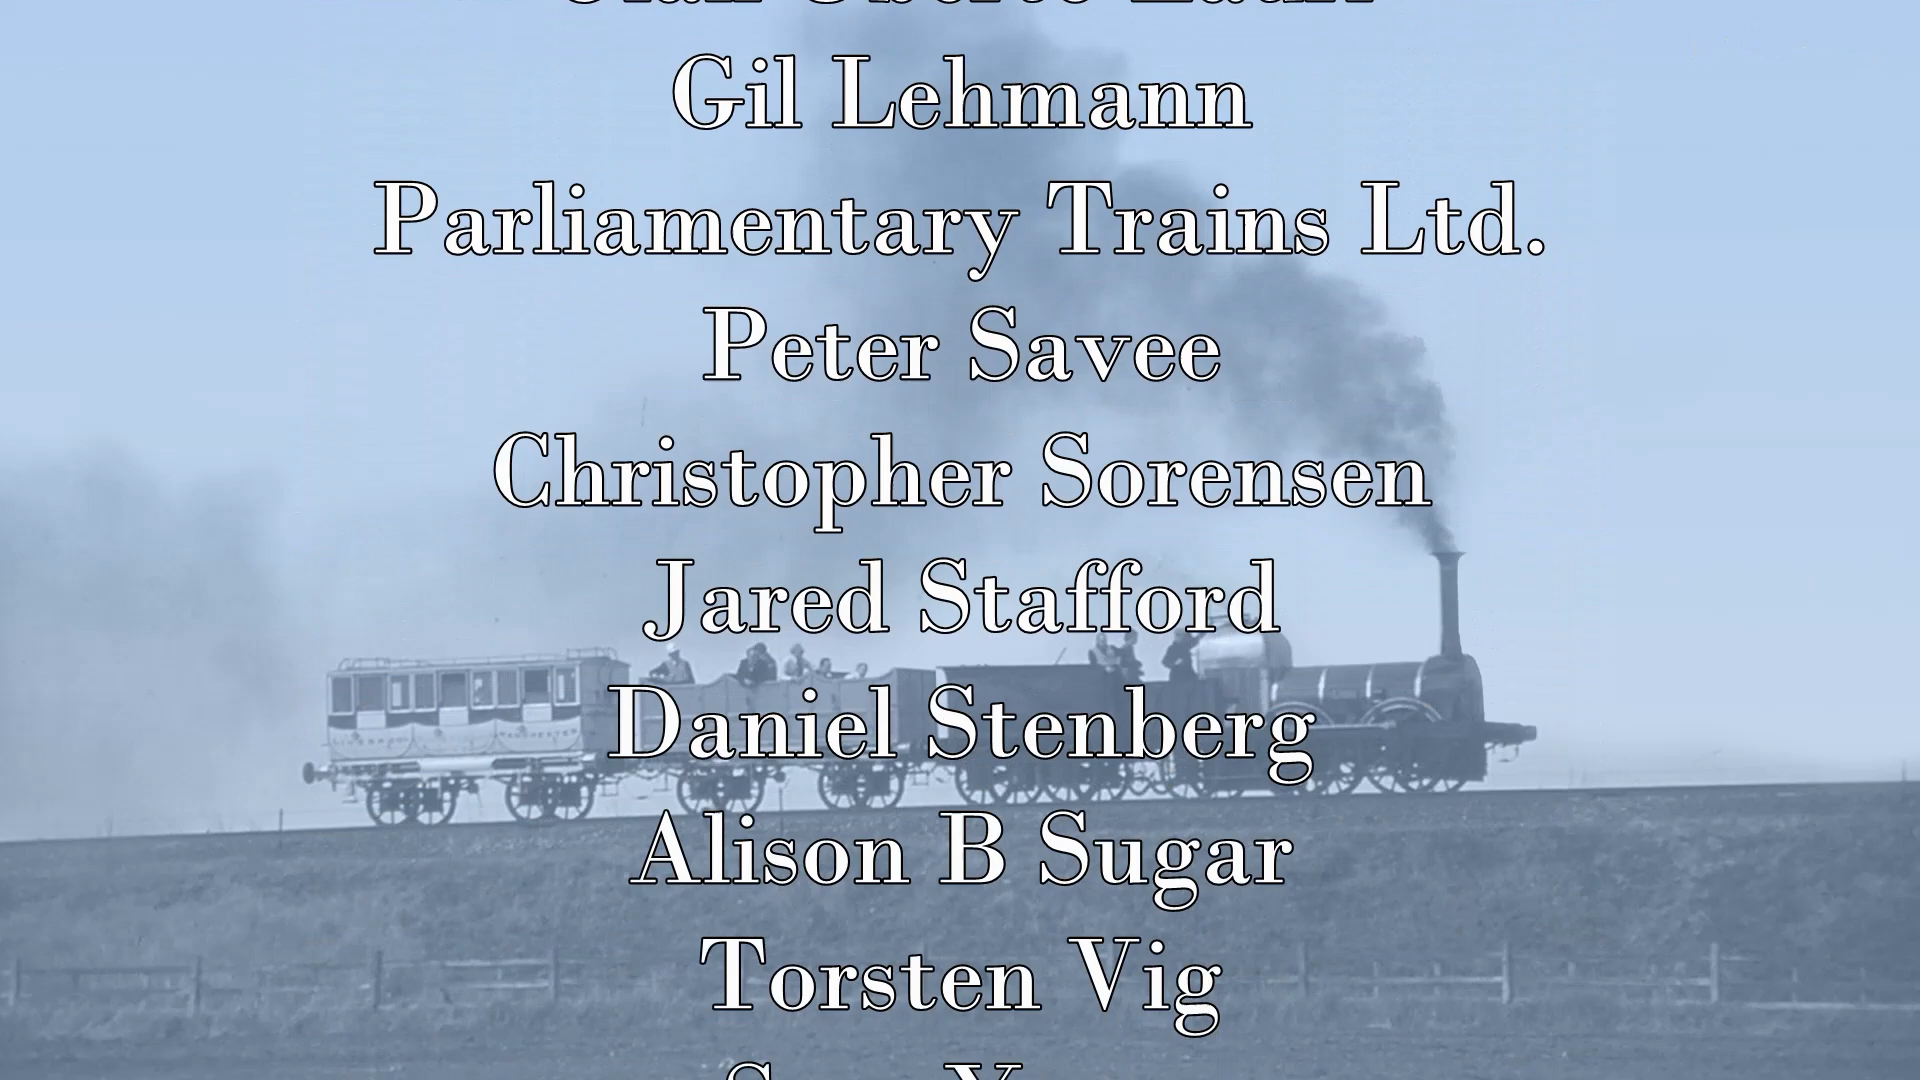 Gil Lehmann
Parliamentary Trains Ltd.
Peter Savee
Christopher Sorensen
Jared Stafford
Daniel Stenberg
Alison B Sugar
Torsten Vig